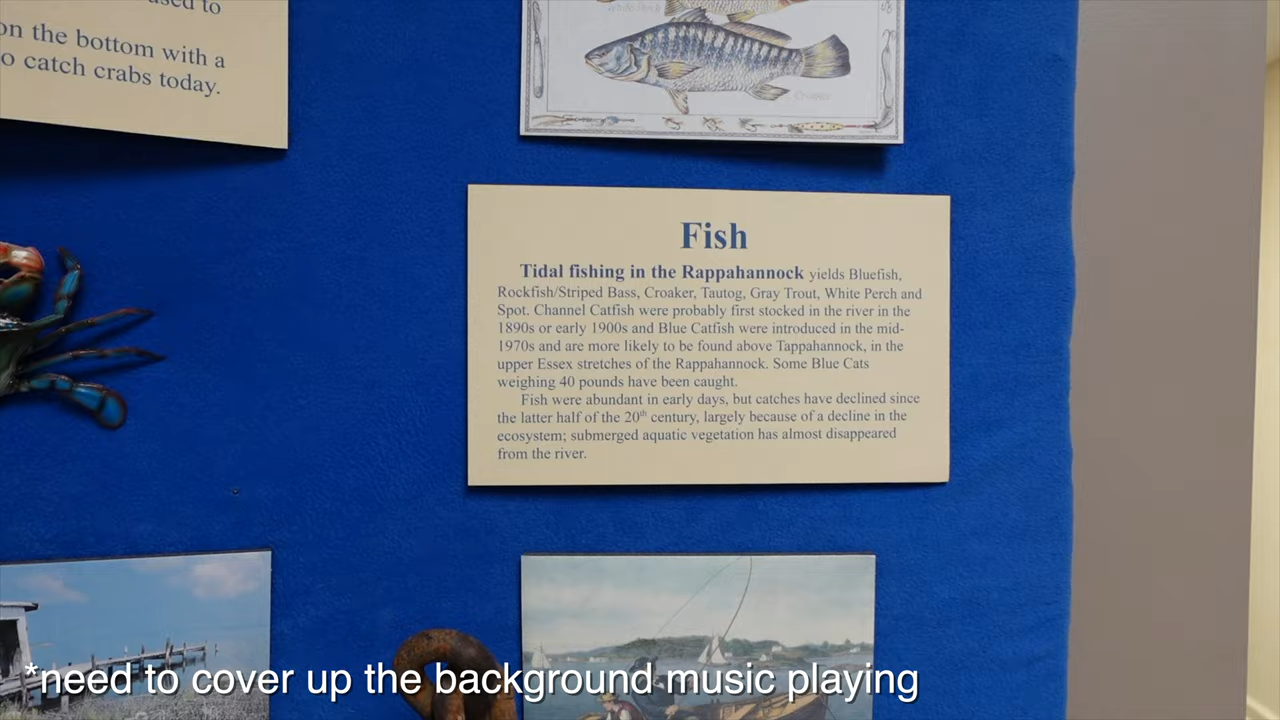 used to
on the bottom with a
o catch crabs today.
White Perch
Croaker
Fish
Tidal fishing in the Rappahannock yields Bluefish,
Rockfish/Striped Bass, Croaker, Tautog, Gray Trout, White Perch and
Spot. Channel Catfish were probably first stocked in the river in the
1890s or early 1900s and Blue Catfish were introduced in the mid-
1970s and are more likely to be found above Tappahannock, in the
upper Essex stretches of the Rappahannock. Some Blue Cats
weighing 40 pounds have been caught.
Fish were abundant in early days, but catches have declined since
the latter half of the 20th century, largely because of a decline in the
ecosystem; submerged aquatic vegetation has almost disappeared
from the river.
*need to cover up the background music playing